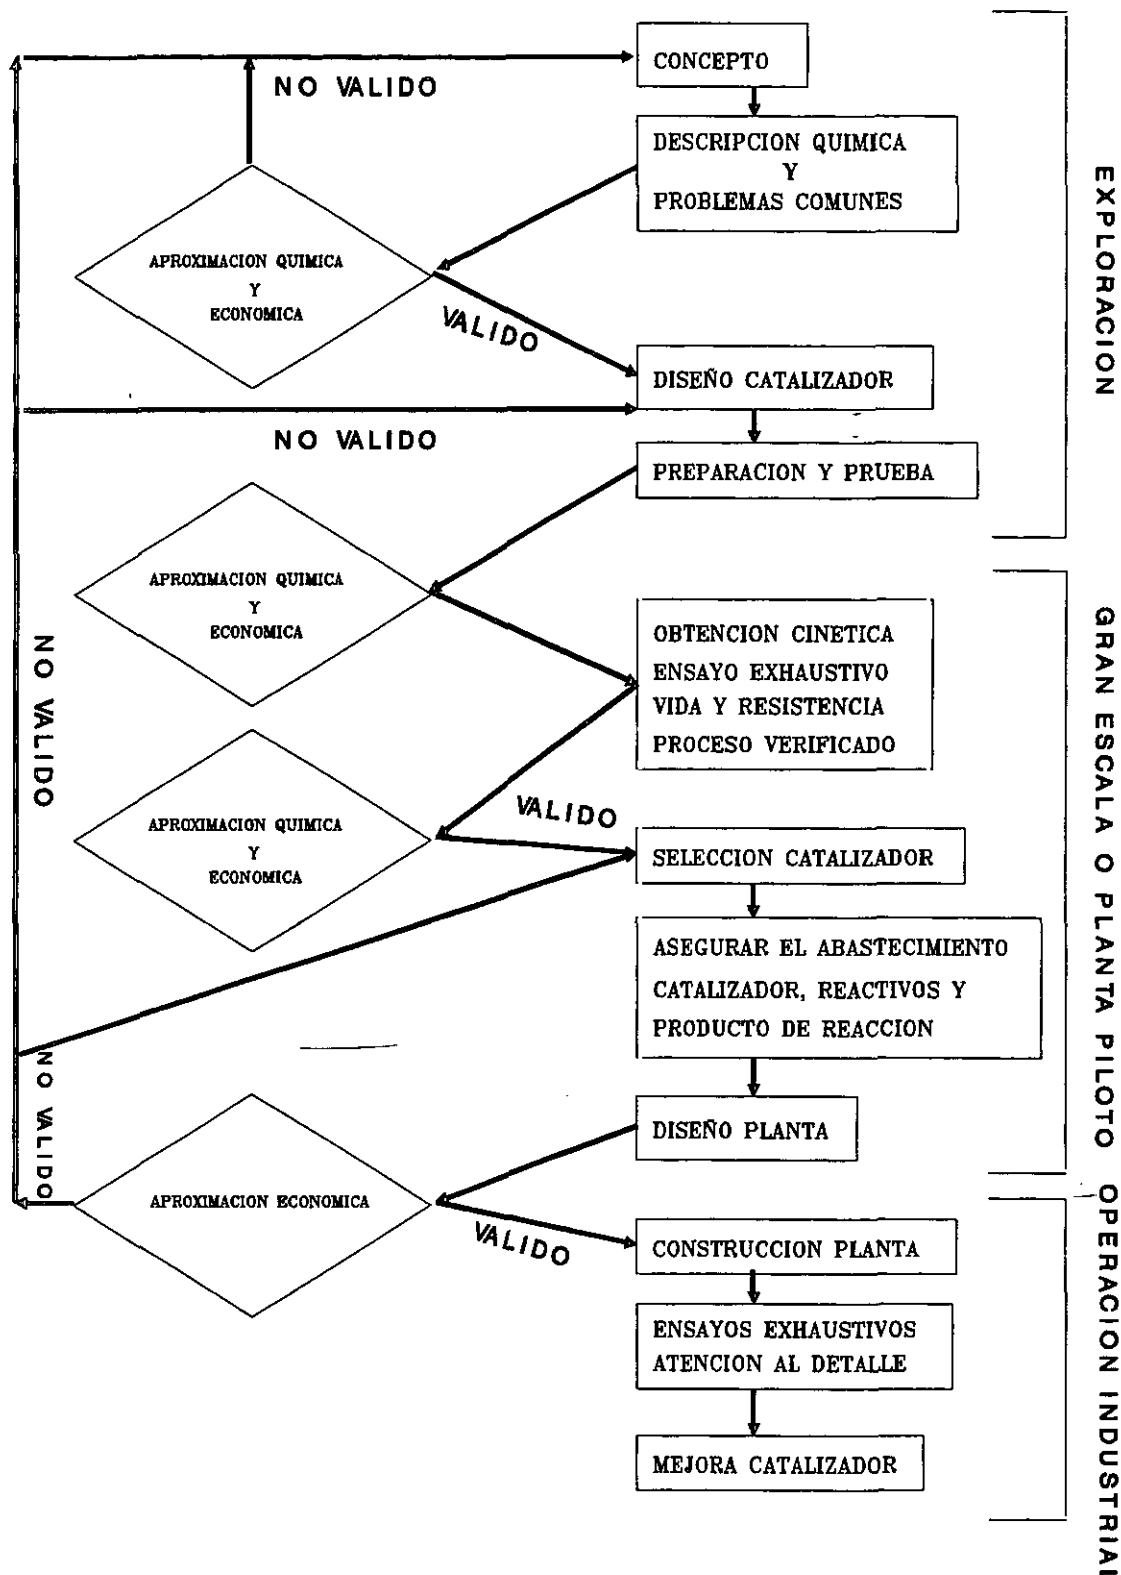 CONCEPTO
NO VALIDO
DESCRIPCION QUIMICA
Y
PROBLEMAS COMUNES
APROXIMACION QUIMICA
Y
ECONOMICA
VALIDO
DISEÑO CATALIZADOR
NO VALIDO
PREPARACION Y PRUEBA
EXPLORACION
APROXIMACION QUIMICA
Y
ECONOMICA
OBTENCION CINETICA
ENSAYO EXHAUSTIVO
VIDA Y RESISTENCIA
PROCESO VERIFICADO
NO VALIDO
APROXIMACION QUIMICA
Y
ECONOMICA
VALIDO
SELECCION CATALIZADOR
ASEGURAR EL ABASTECIMIENTO
CATALIZADOR, REACTIVOS Y
PRODUCTO DE REACCION
NO VALIDO
DISEÑO PLANTA
GRAN ESCALA O PLANTA PILOTO
APROXIMACION ECONOMICA
VALIDO
CONSTRUCCION PLANTA
ENSAYOS EXHAUSTIVOS
ATENCION AL DETALLE
MEJORA CATALIZADOR
OPERACION INDUSTRIAL